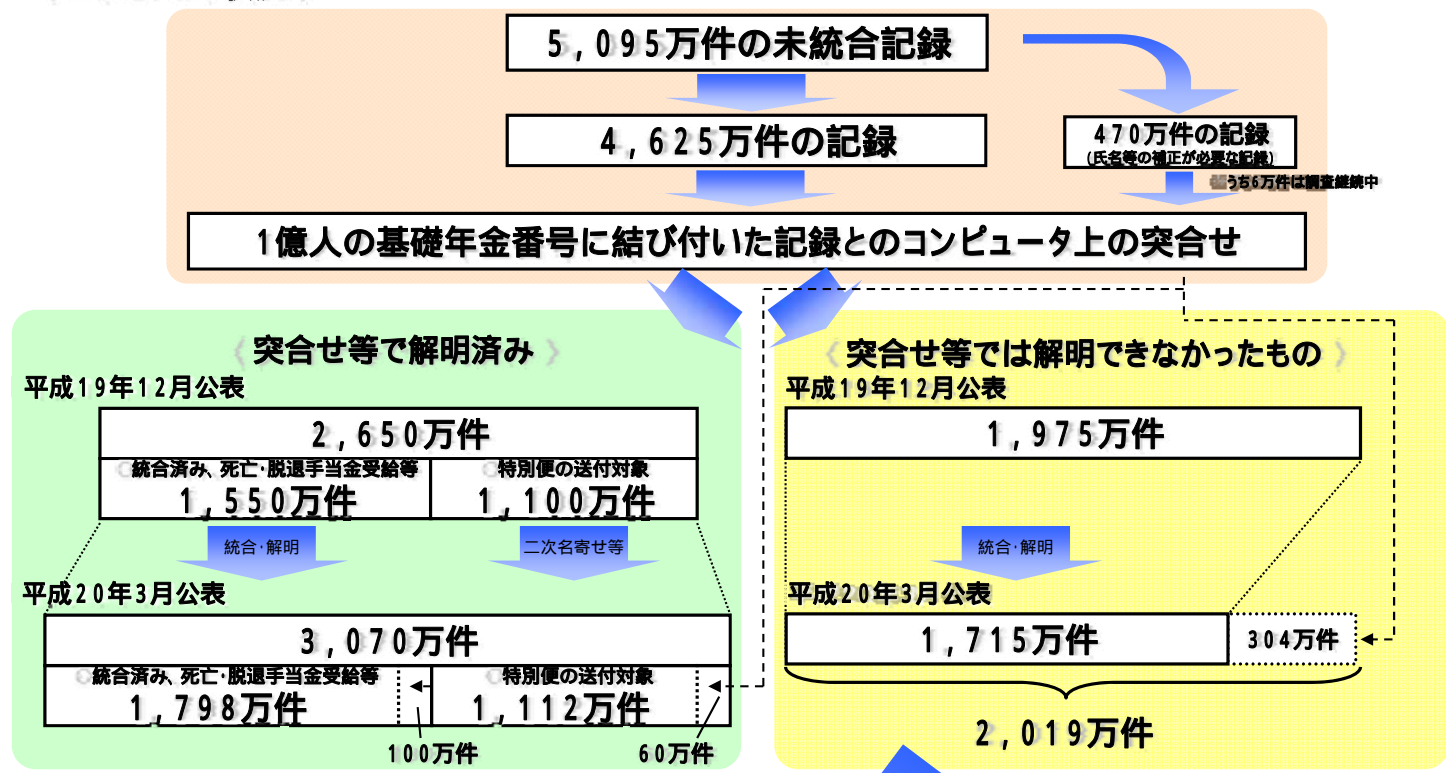 5,095万件の未統合記録
4,625万件の記録
470万件の記録
(氏名等の補正が必要な記録)
うち6万件は調査継続中
1億人の基礎年金番号に結び付いた記録とのコンピュータ上の突合せ
《突合せ等で解明済み》
平成19年12月公表
2,650万件
統合済み、死亡・脱退手当金受給等
1,550万件
特別便の送付対象
1,100万件
統合・解明
二次名寄せ等
平成20年3月公表
3,070万件
統合済み、死亡・脱退手当金受給等
1,798万件
特別便の送付対象
1,112万件
100万件
60万件
《突合せ等では解明できなかったもの》
平成19年12月公表
1,975万件
統合・解明
平成20年3月公表
1,715万件
304万件
2,019万件